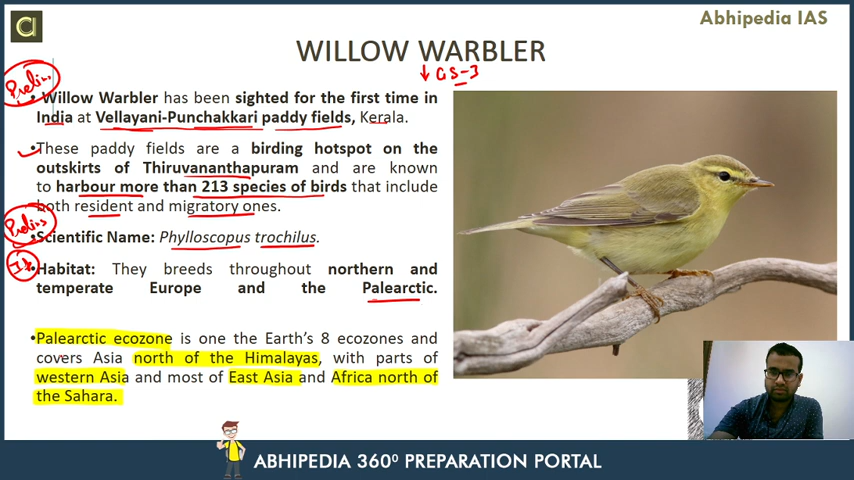 Abhipedia IAS
WILLOW WARBLER
↓ GS-3
Prelims
• Willow Warbler has been sighted for the first time in
India at Vellayani-Punchakkari paddy fields, Kerala.
• These paddy fields are a birding hotspot on the
outskirts of Thiruvananthapuram and are known
to harbour more than 213 species of birds that include
both resident and migratory ones.
Prelims
• Scientific Name: Phylloscopus trochilus.
• Habitat: They breeds throughout northern and
temperate Europe and the Palearctic.
• Palearctic ecozone is one the Earth's 8 ecozones and
covers Asia north of the Himalayas, with parts of
western Asia and most of East Asia and Africa north of
the Sahara.
ABHIPEDIA 360⁰ PREPARATION PORTAL